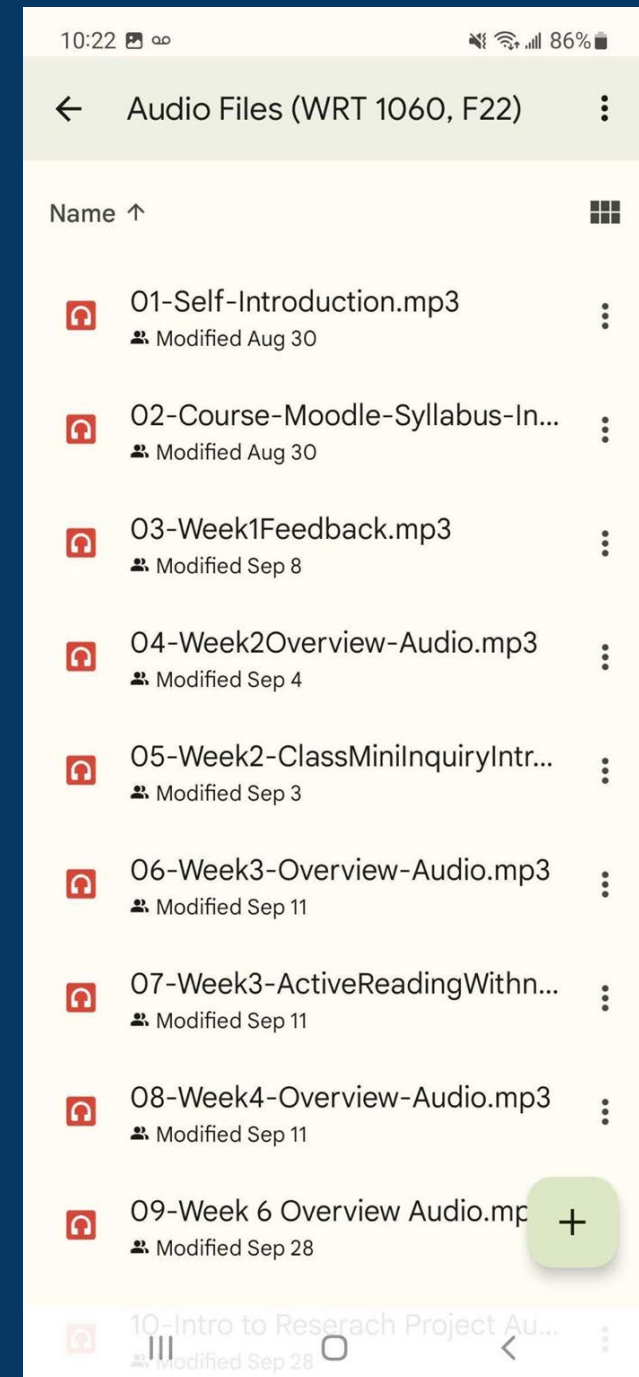 10:22 86%
Audio Files (WRT 1060, F22)
Name ↑
01-Self-Introduction.mp3
Modified Aug 30
02-Course-Moodle-Syllabus-In...
Modified Aug 30
03-Week1Feedback.mp3
Modified Sep 8
04-Week2Overview-Audio.mp3
Modified Sep 4
05-Week2-ClassMiniInquiryIntr...
Modified Sep 3
06-Week3-Overview-Audio.mp3
Modified Sep 11
07-Week3-ActiveReadingWithn...
Modified Sep 11
08-Week4-Overview-Audio.mp3
Modified Sep 11
09-Week 6 Overview Audio.mp
Modified Sep 28
10-Intro to Reserach Project Au...
Modified Sep 28